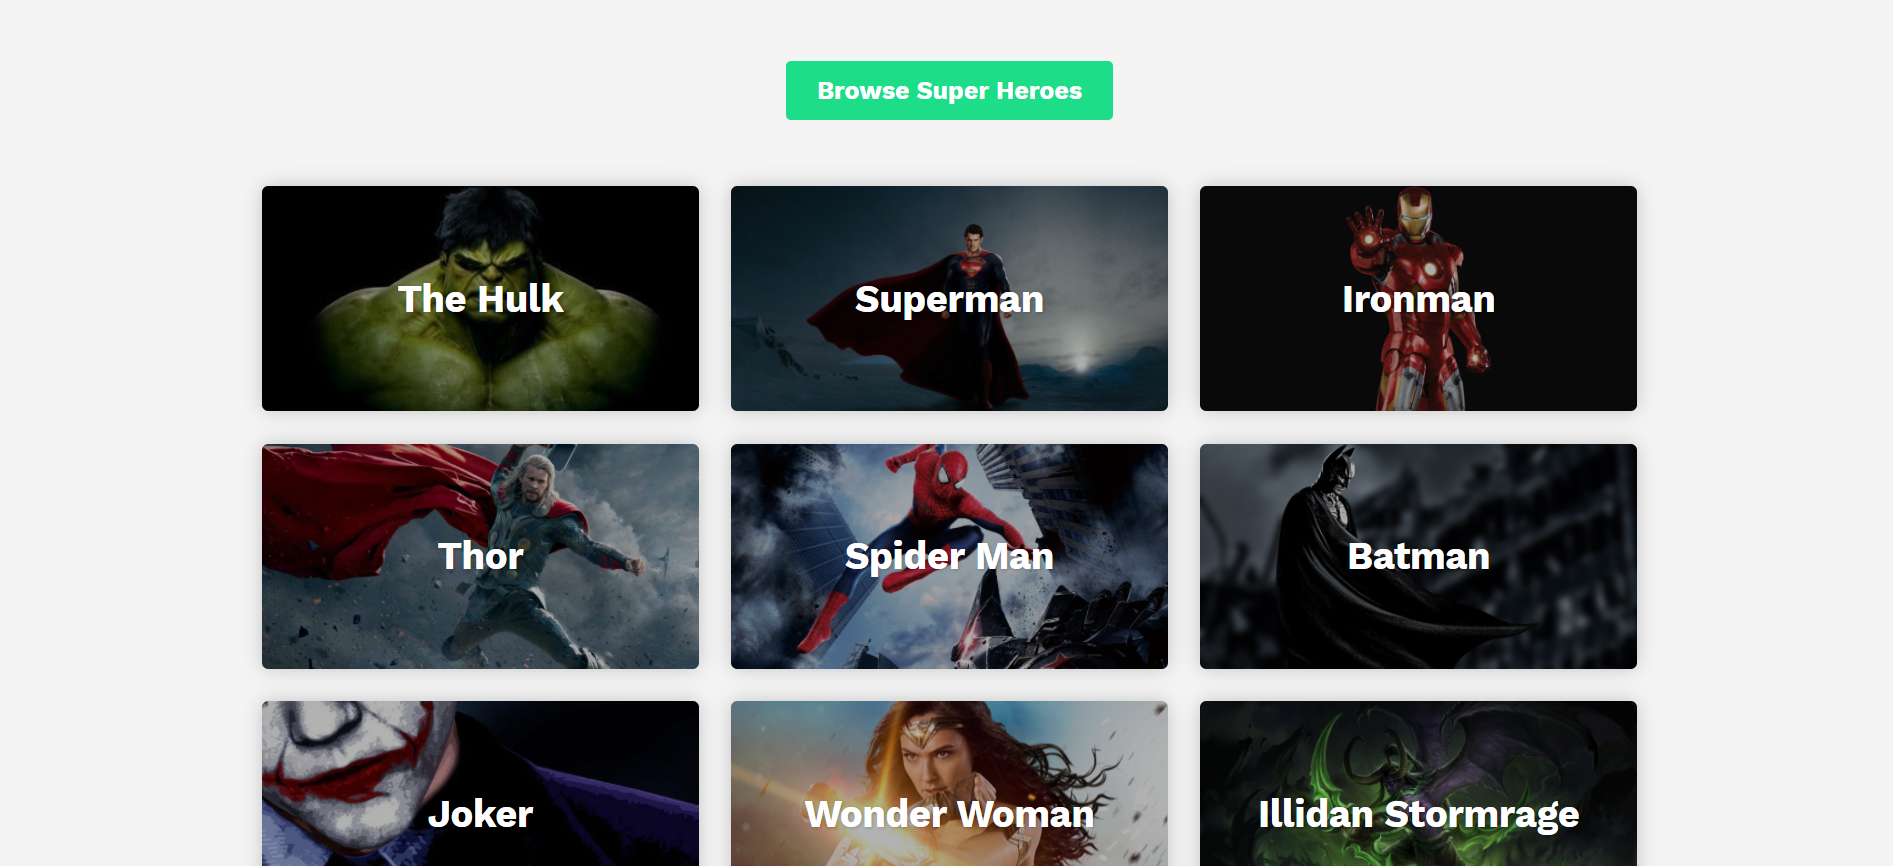 Browse Super Heroes
The Hulk
Superman
Ironman
Thor
Spider Man
Batman
Joker
Wonder Woman
Illidan Stormrage